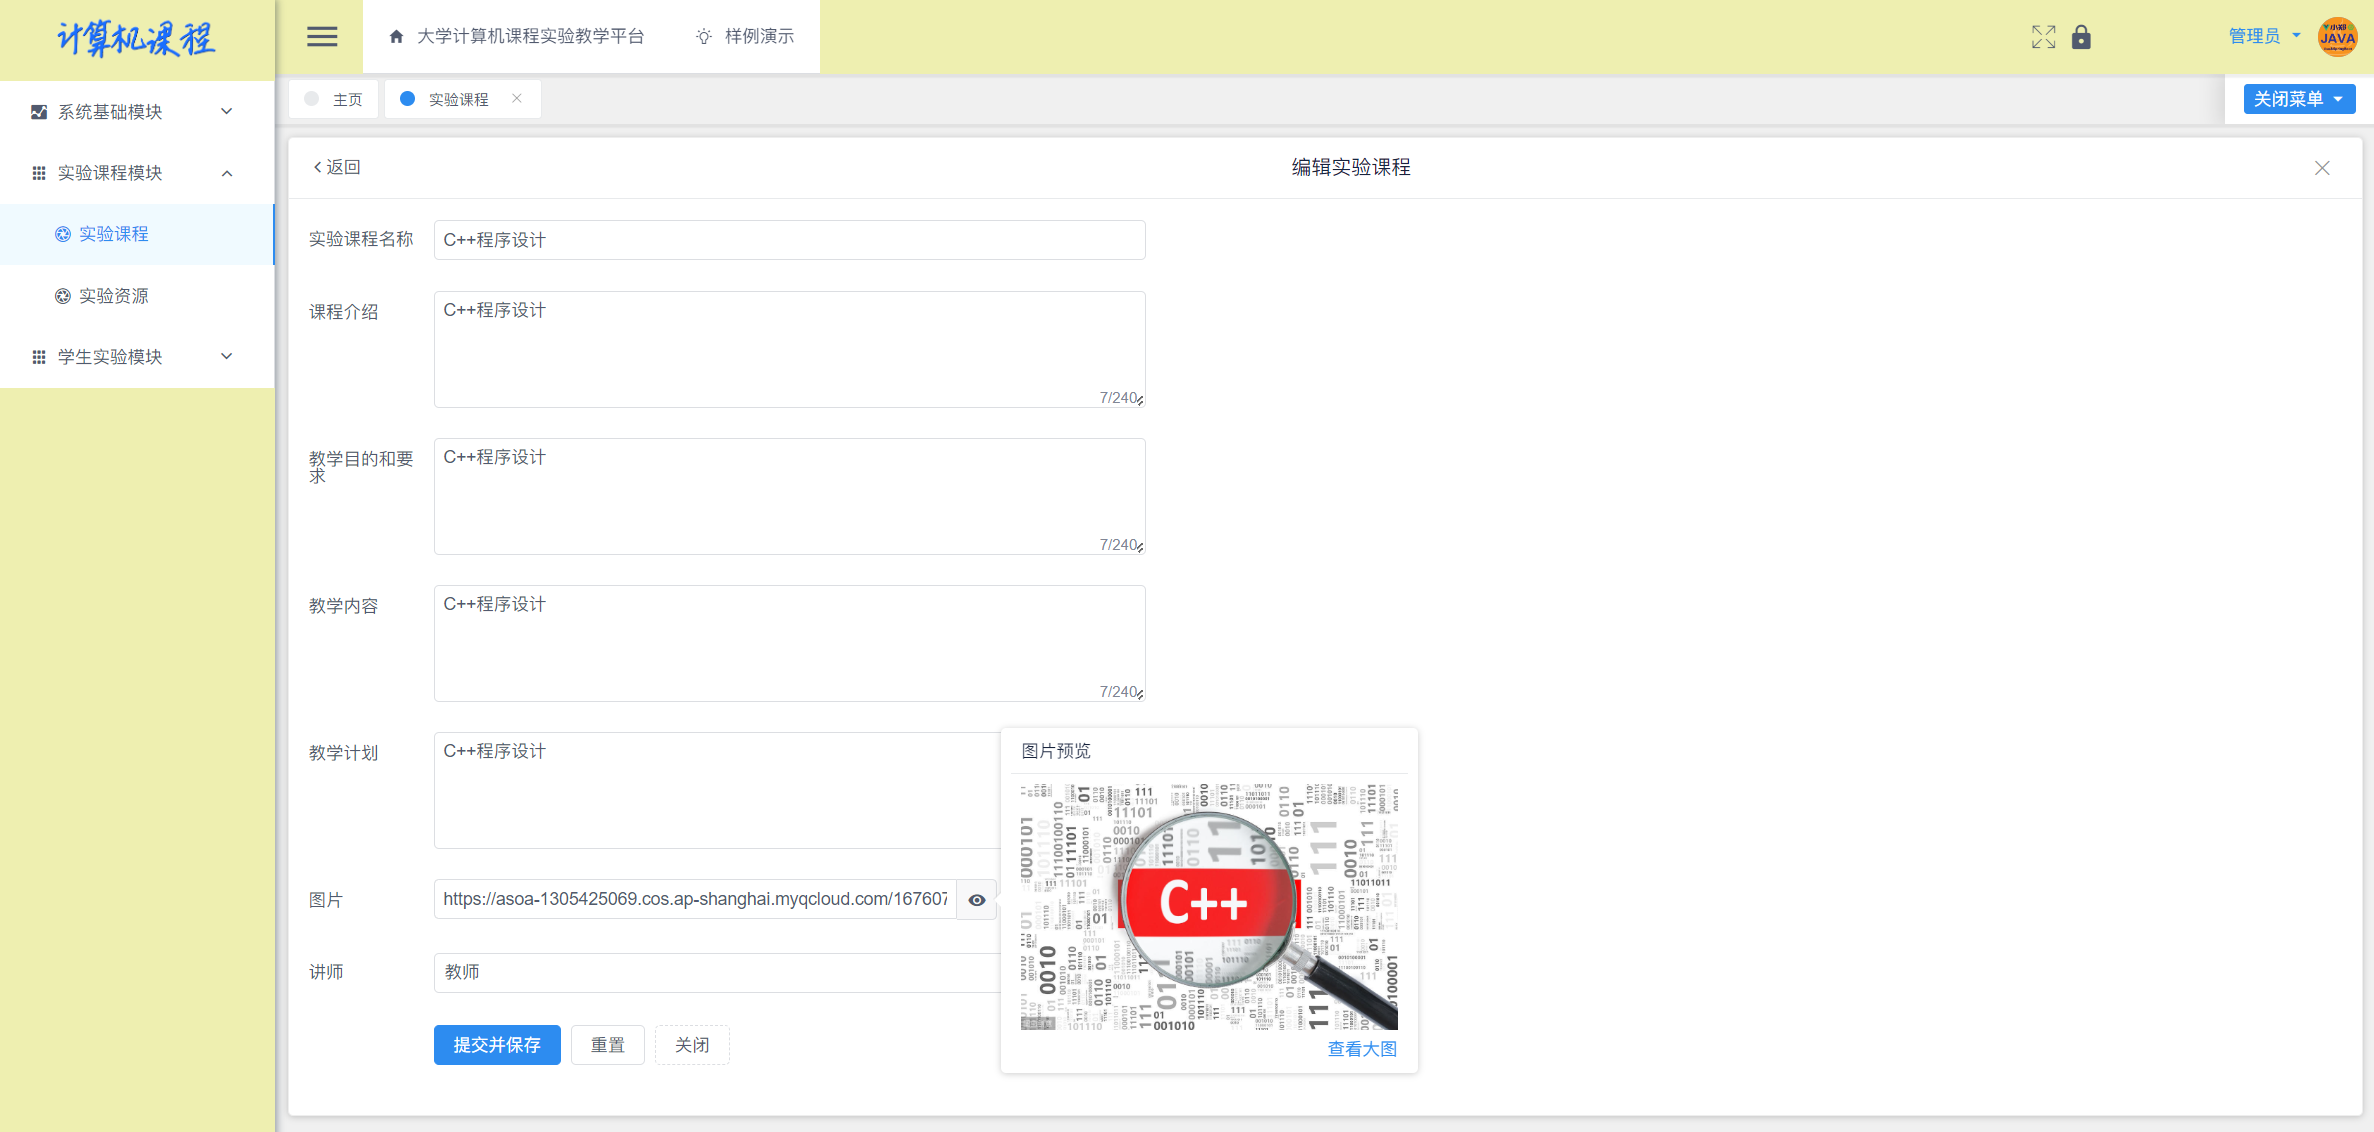 计算机课程
大学计算机课程实验教学平台
样例演示
管理员
小郑
JAVA
主页
实验课程
关闭菜单
系统基础模块
实验课程模块
实验课程
实验资源
学生实验模块
返回
编辑实验课程
实验课程名称
C++程序设计
课程介绍
C++程序设计
7/240
教学目的和要
求
C++程序设计
7/240
教学内容
C++程序设计
7/240
教学计划
C++程序设计
图片
https://asoa-1305425069.cos.ap-shanghai.myqcloud.com/167607
讲师
教师
提交并保存
重置
关闭
图片预览
C++
查看大图